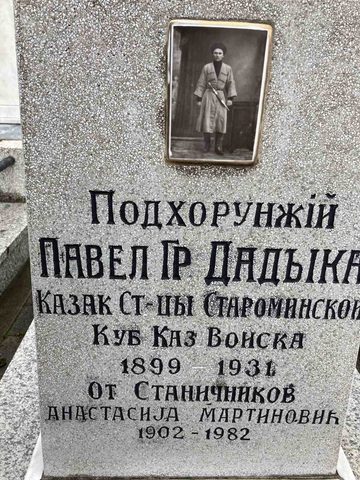 Подхорунжій
Павел Гр Дадыка
Казак Ст-цы Староминской
Куб Каз Войска
1899 - 1931
От Станичников
Анастасија Мартиновић
1902 - 1982